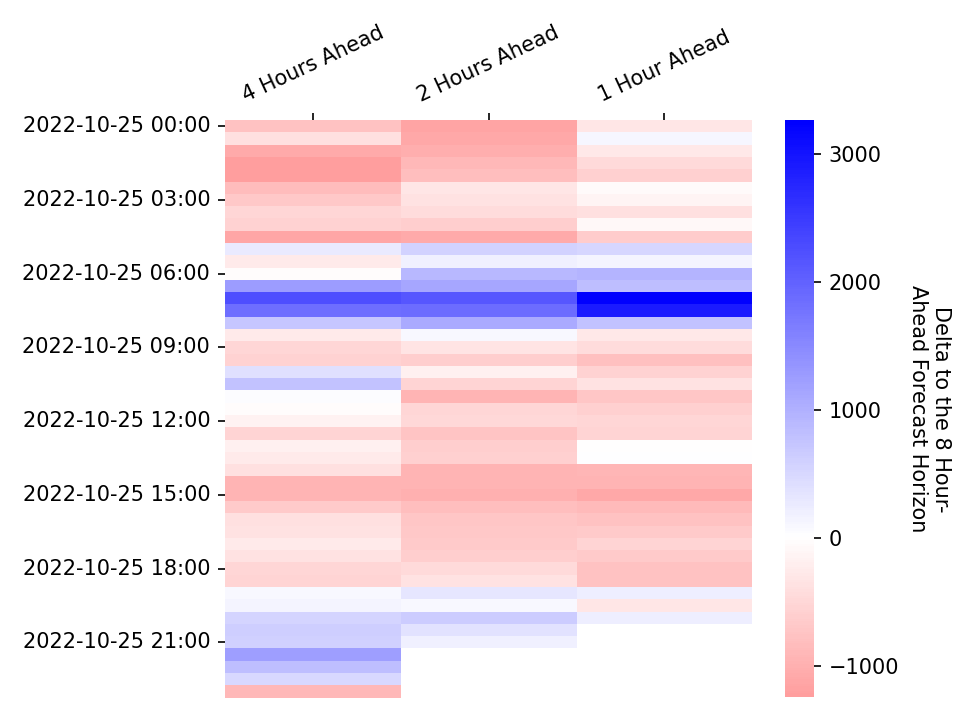 4 Hours Ahead
2 Hours Ahead
1 Hour Ahead
2022-10-25 00:00
2022-10-25 03:00
2022-10-25 06:00
2022-10-25 09:00
2022-10-25 12:00
2022-10-25 15:00
2022-10-25 18:00
2022-10-25 21:00
3000
2000
1000
0
−1000
Delta to the 8 Hour-
Ahead Forecast Horizon